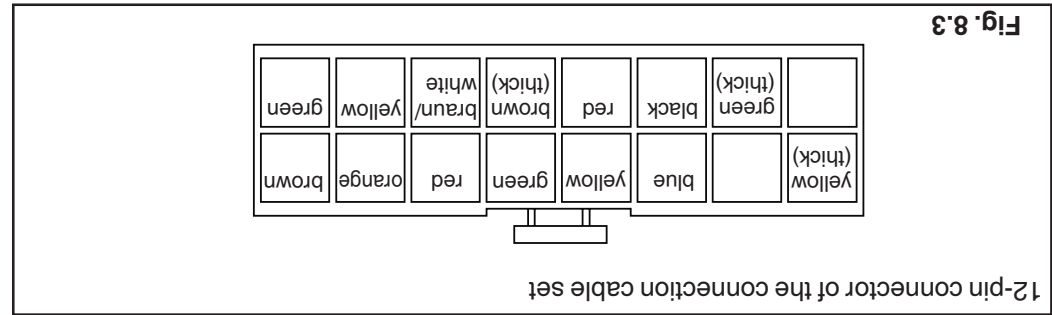 12-pin connector of the connection cable set
yellow
(thick)
blue
yellow
green
red
orange
brown
green
(thick)
black
red
brown
(thick)
braun/
white
yellow
green
Fig. 8.3